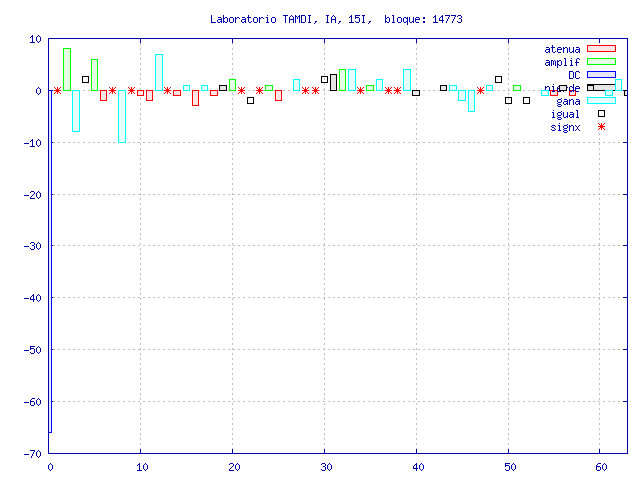 Laboratorio TAMDI, IA, 15I, bloque: 14773
10
0
-10
-20
-30
-40
-50
-60
-70
0 10 20 30 40 50 60
atenua
amplif
DC
pierde
gana
igual
signx